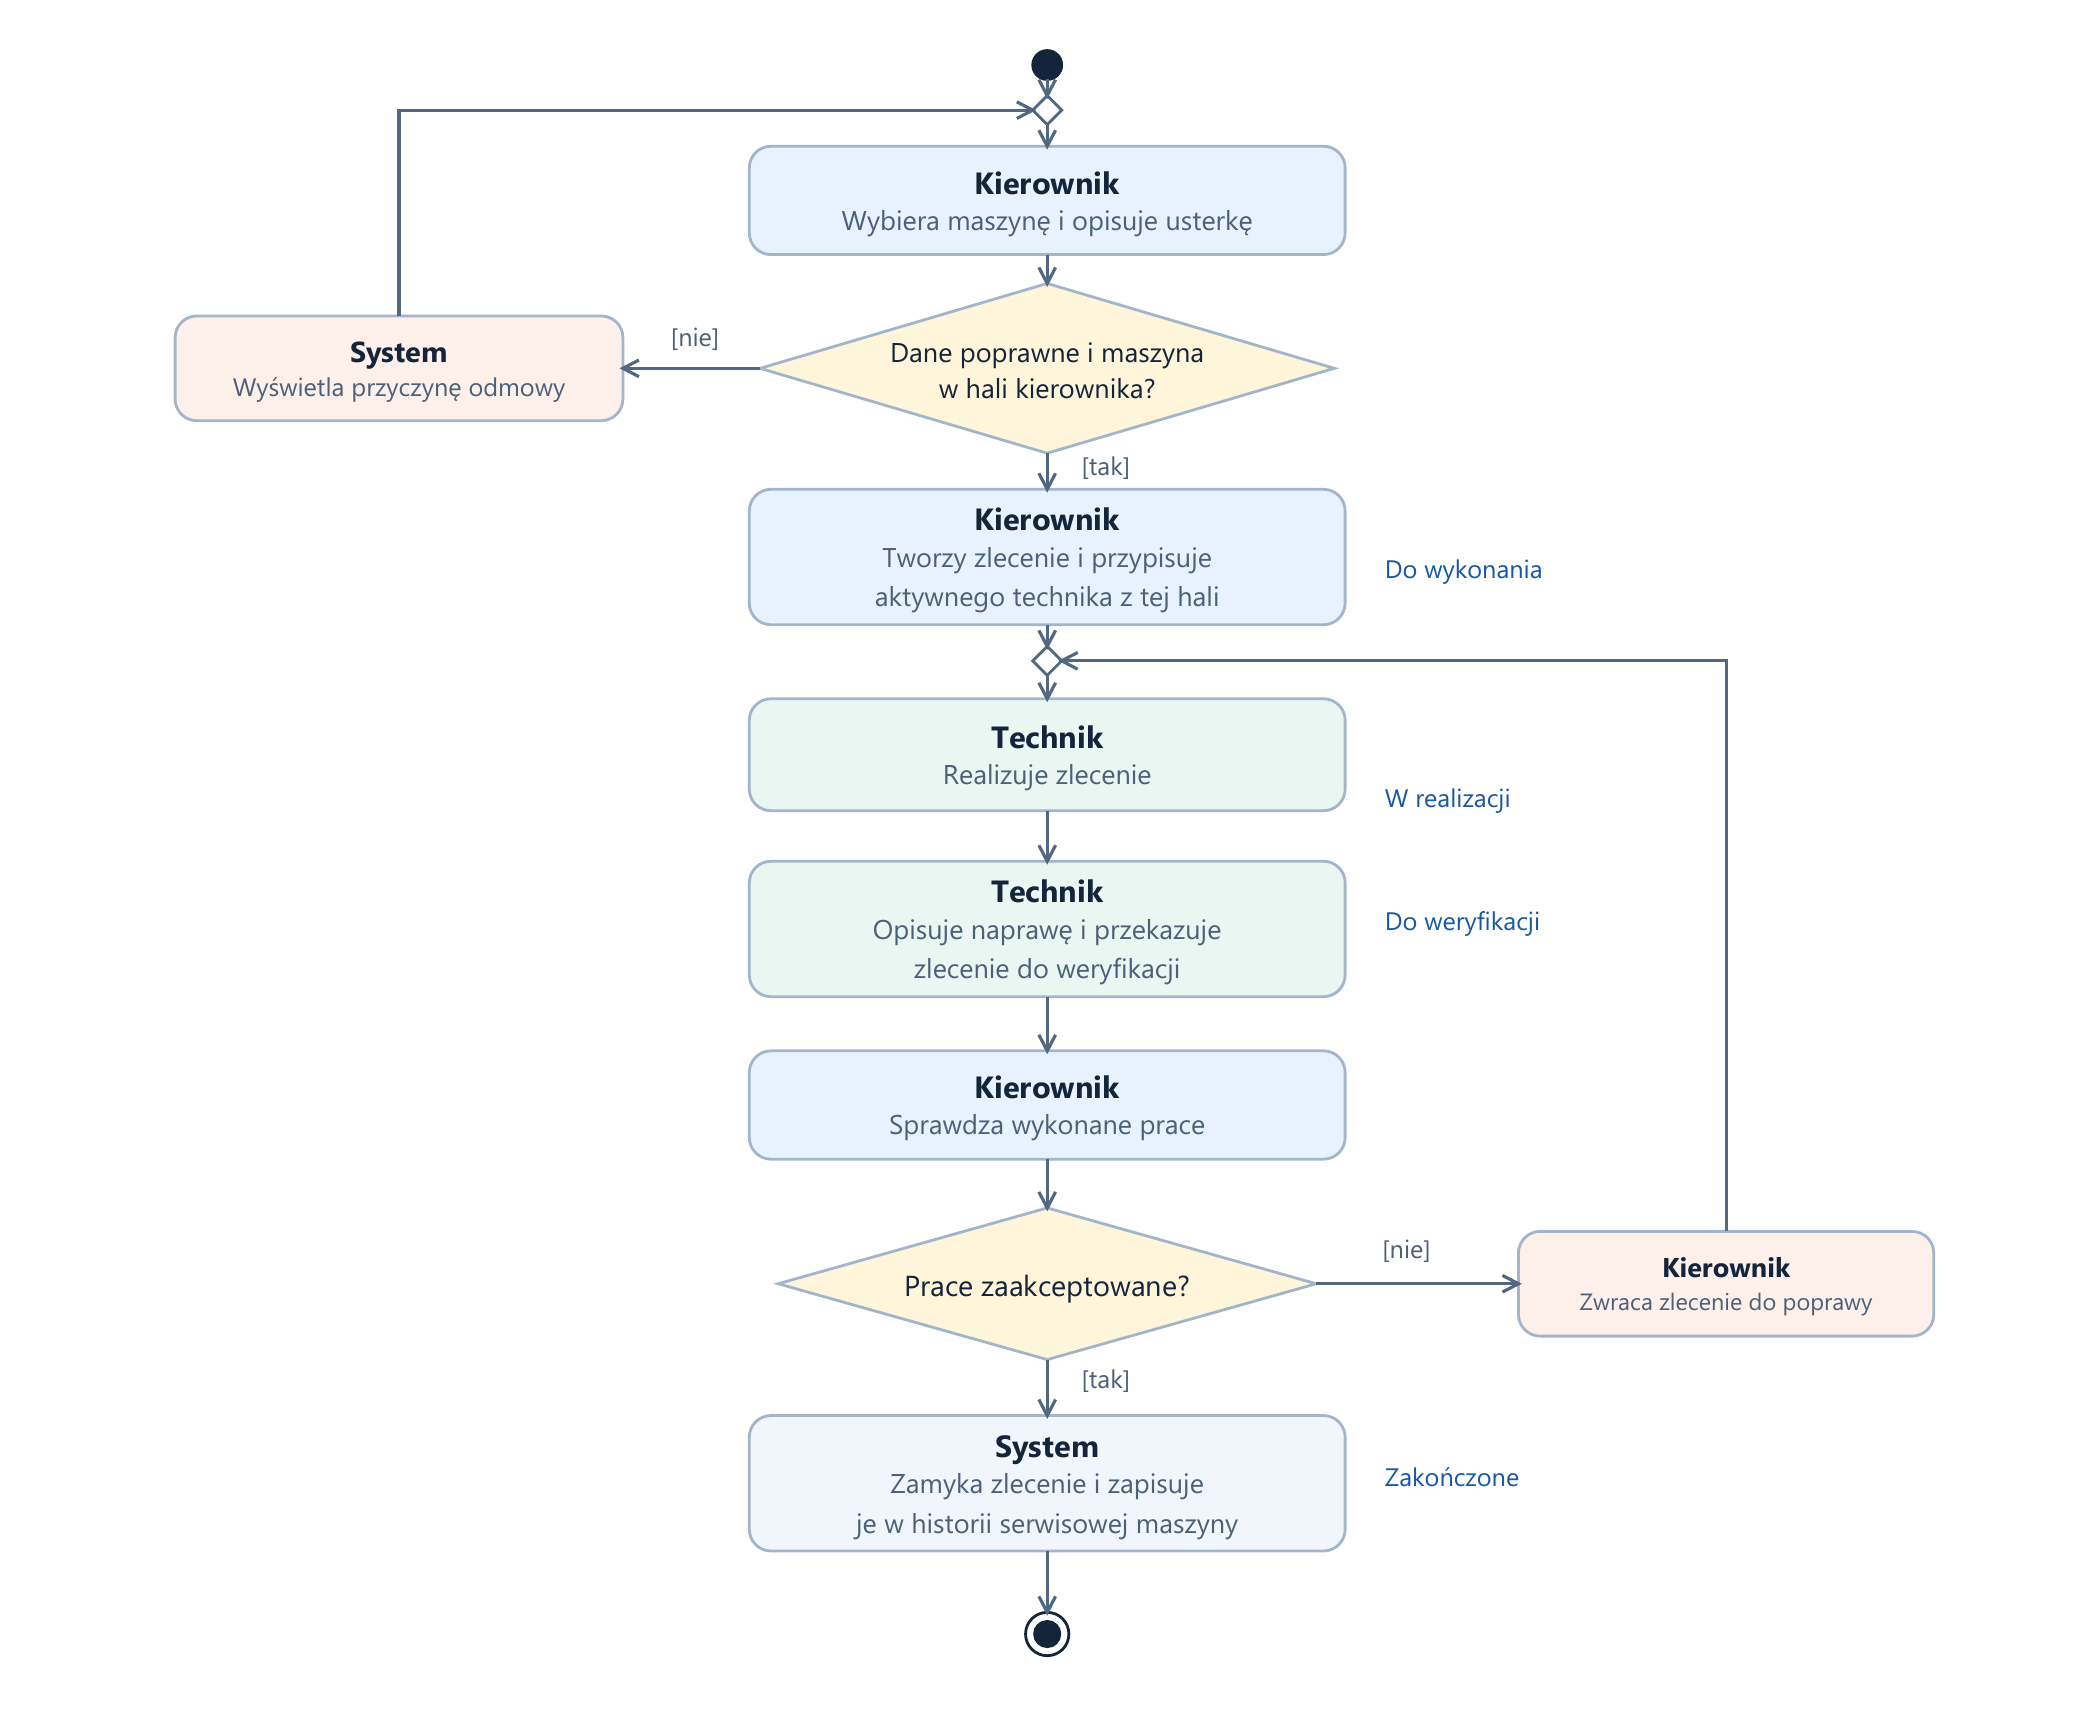 Kierownik
Wybiera maszynę i opisuje usterkę
System
Wyświetla przyczynę odmowy
[nie]
Dane poprawne i maszyna
w hali kierownika?
[tak]
Kierownik
Tworzy zlecenie i przypisuje
aktywnego technika z tej hali
Do wykonania
Technik
Realizuje zlecenie
W realizacji
Technik
Opisuje naprawę i przekazuje
zlecenie do weryfikacji
Do weryfikacji
Kierownik
Sprawdza wykonane prace
Prace zaakceptowane?
[nie]
Kierownik
Zwraca zlecenie do poprawy
[tak]
System
Zamyka zlecenie i zapisuje
je w historii serwisowej maszyny
Zakończone